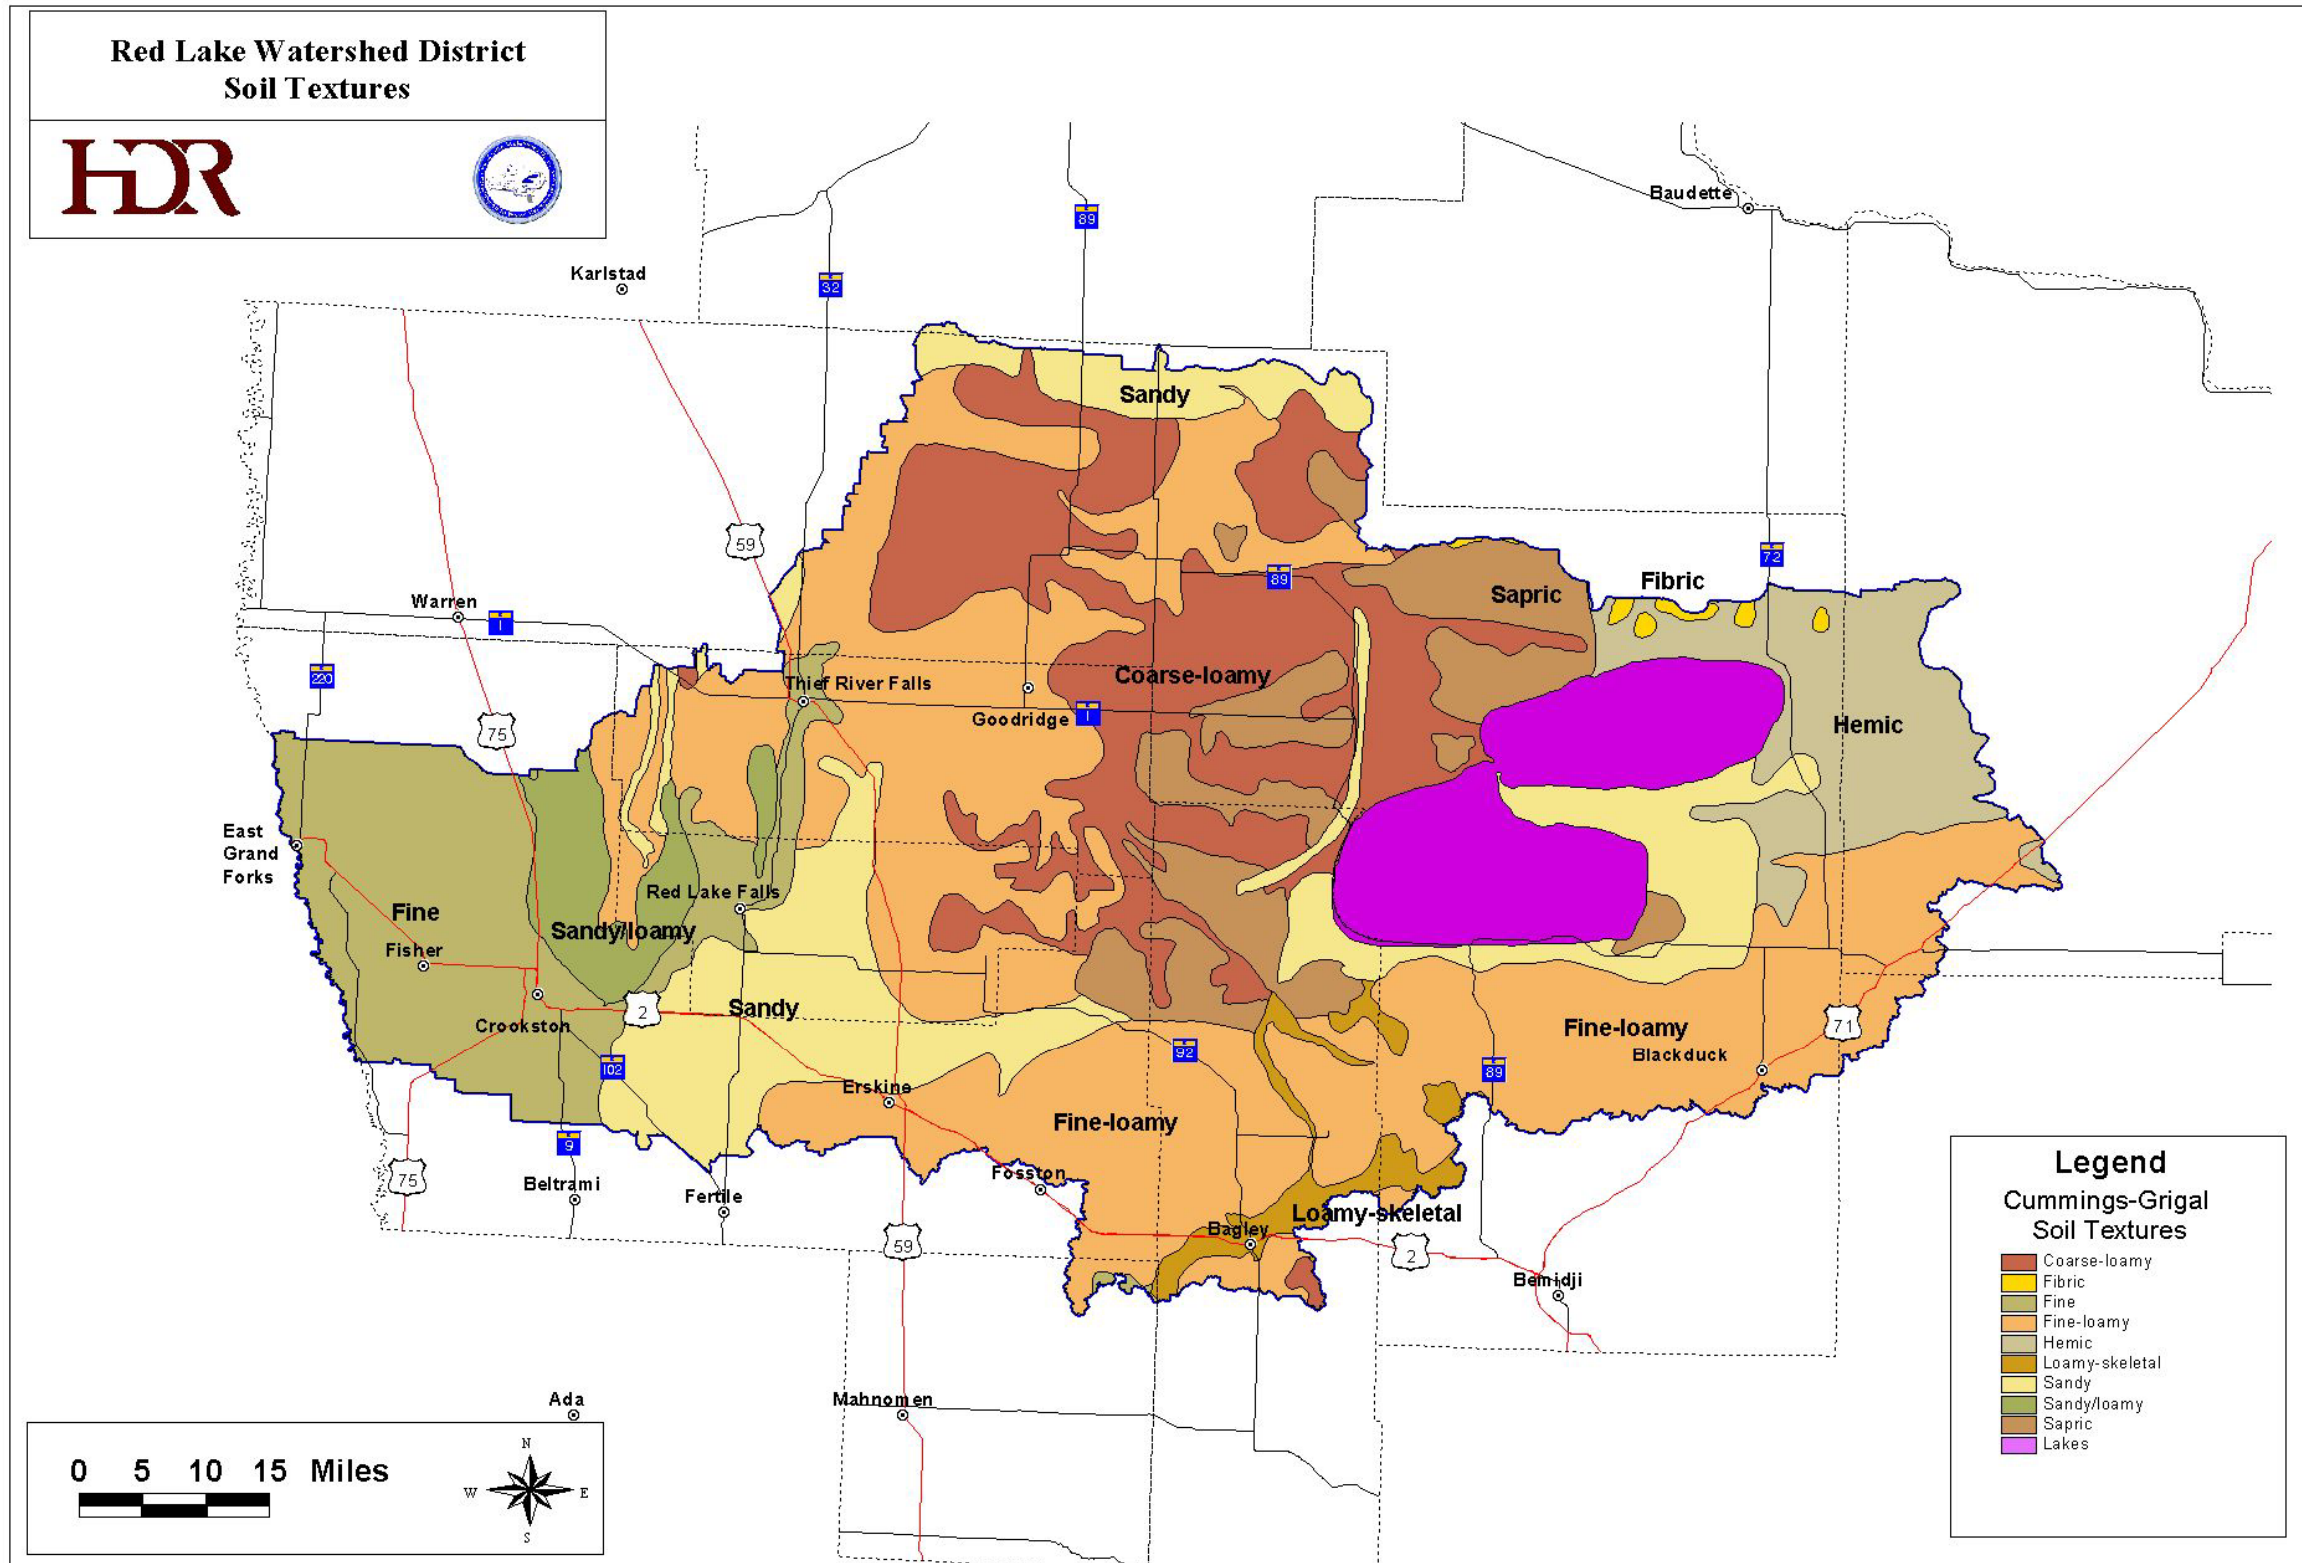 Red Lake Watershed District
Soil Textures
HDR
Baudette
89
Karlstad
32
Sandy
59
89
72
Fibric
Sapric
Warren
1
220
Coarse-loamy
Thief River Falls
Goodridge
1
75
Hemic
East
Grand
Forks
Red Lake Falls
Fine
Sandy/loamy
Fisher
2
Sandy
Crookston
Fine-loamy
71
Blackduck
92
102
89
Erskine
Fine-loamy
9
75
Beltrami
Fertile
Fosston
Loamy-skeletal
Bagley
59
2
Bemidji
Ada
Mahnomen
0 5 10 15 Miles
N
W E
S
Legend
Cummings-Grigal
Soil Textures
Coarse-loamy
Fibric
Fine
Fine-loamy
Hemic
Loamy-skeletal
Sandy
Sandy/loamy
Sapric
Lakes